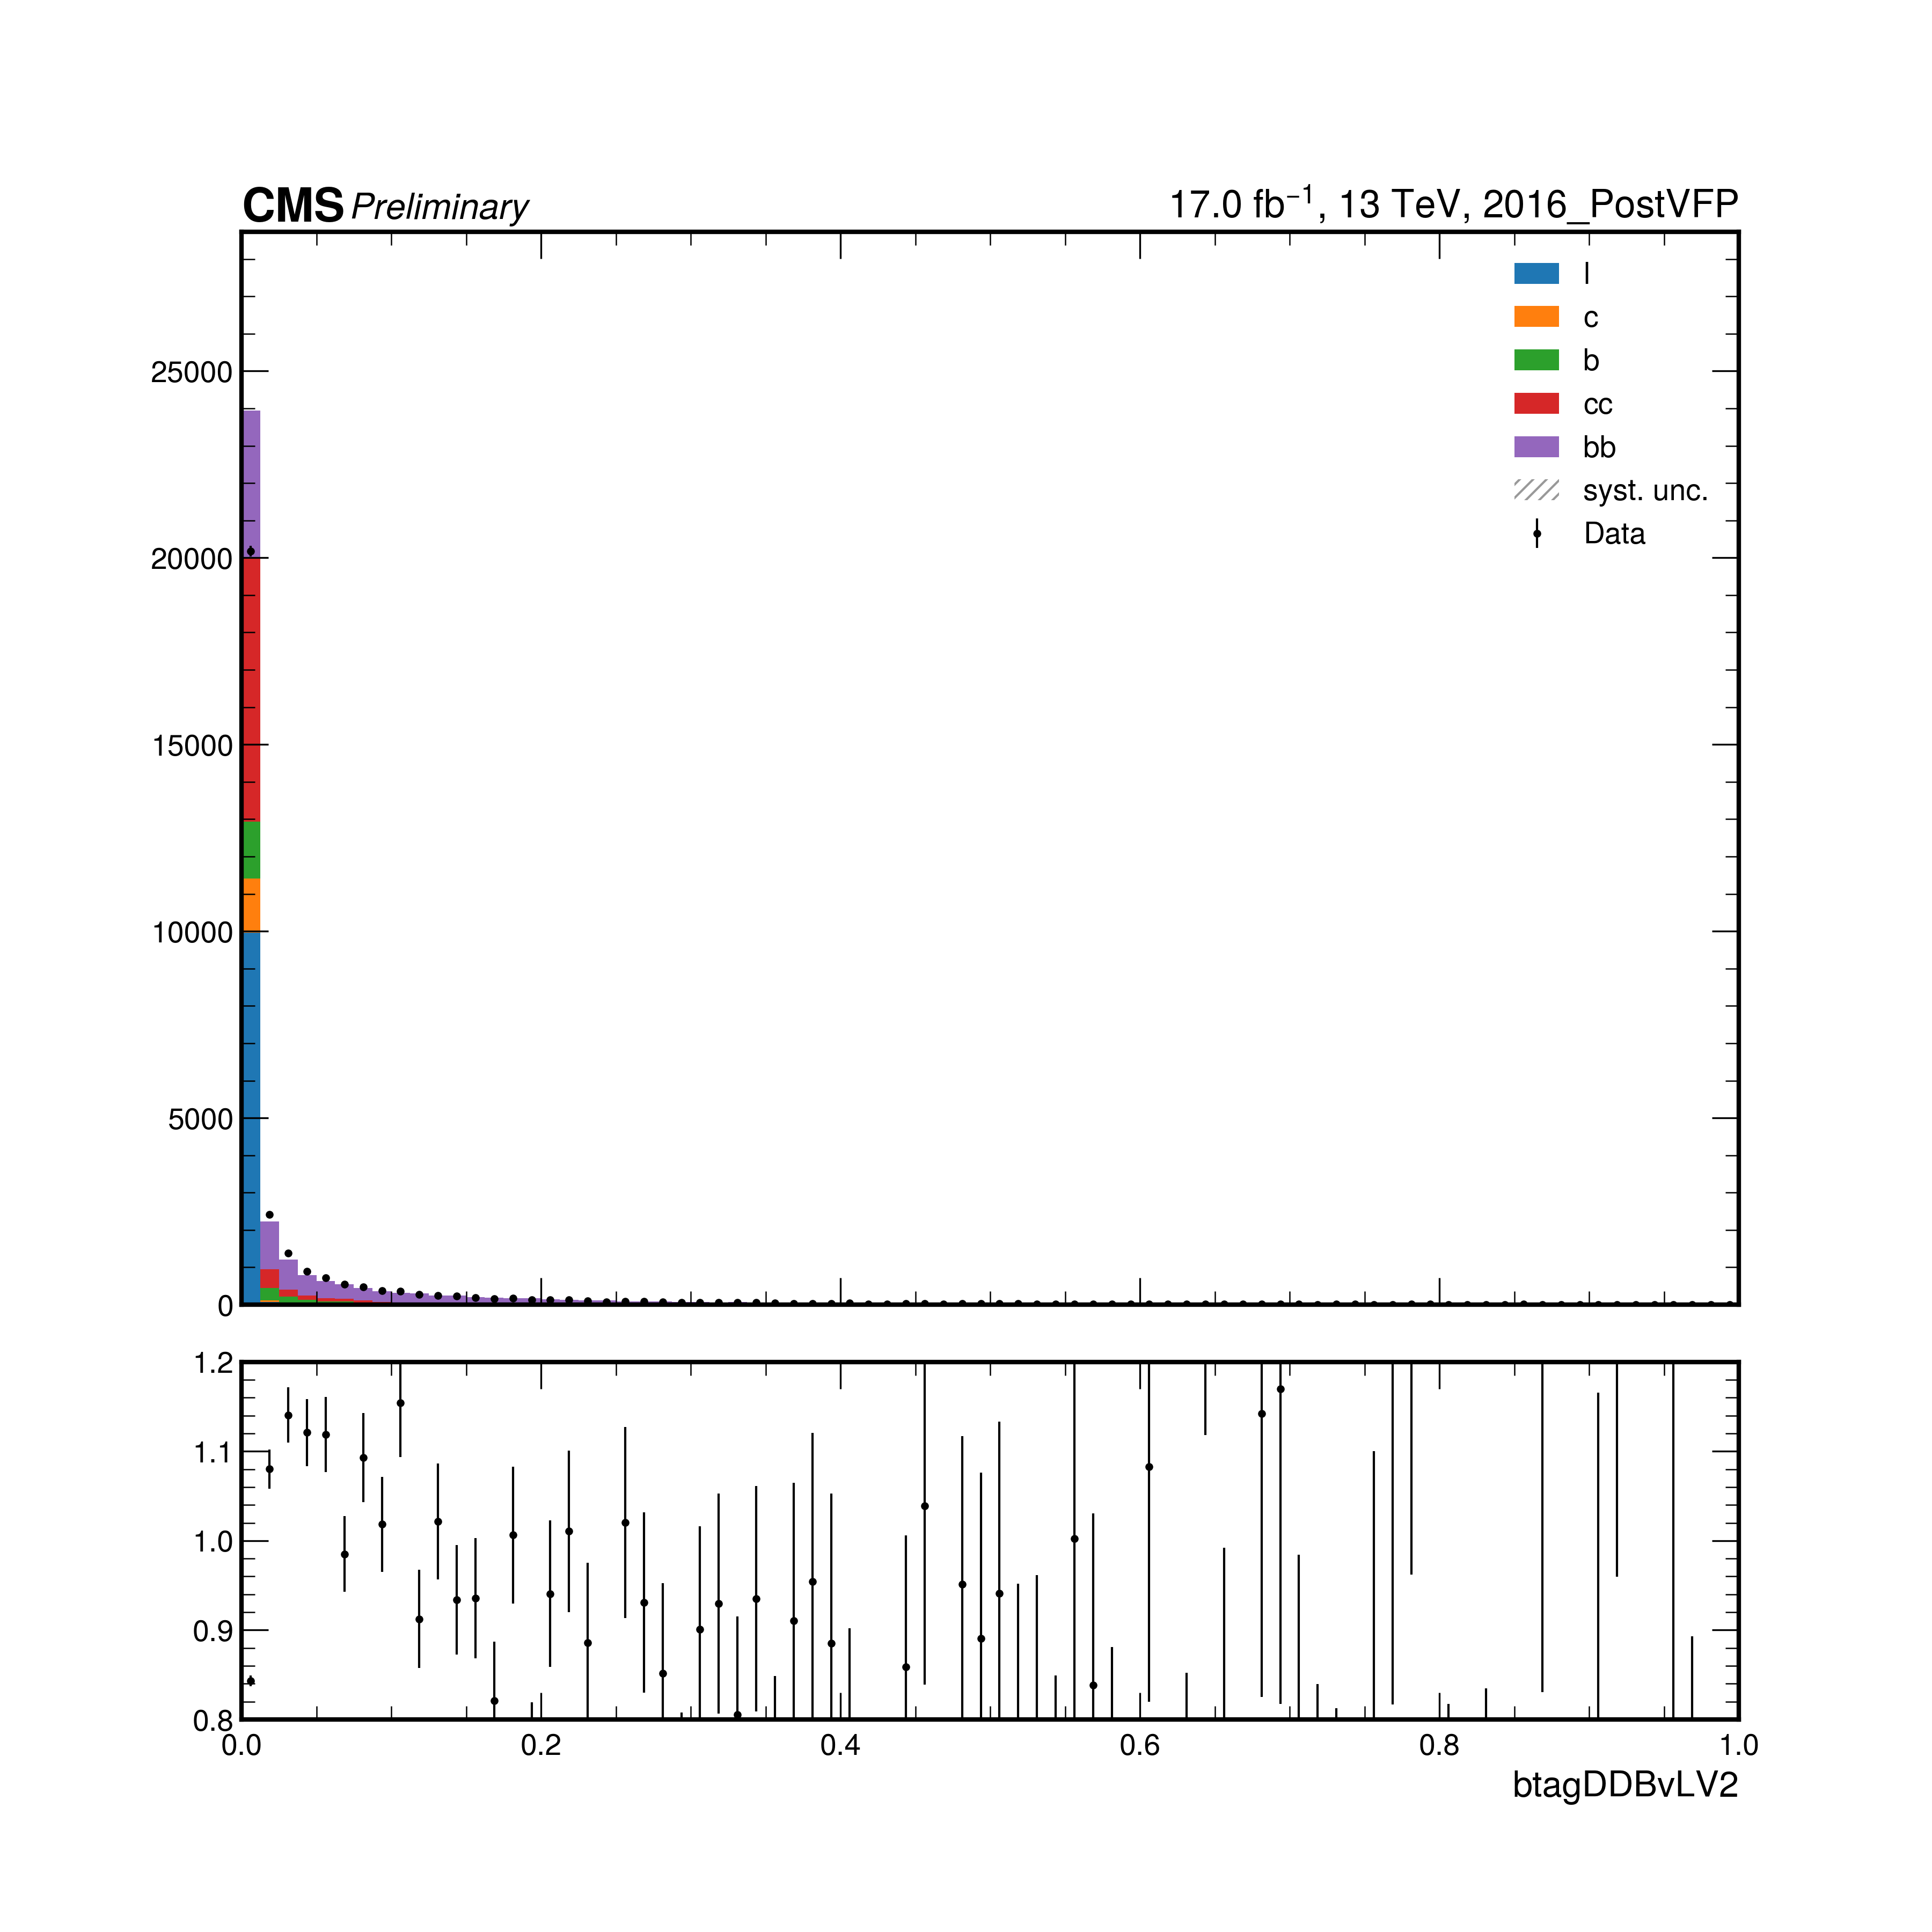 CMS Preliminary
17.0 fb⁻¹, 13 TeV, 2016_PostVFP
l
c
b
cc
bb
syst. unc.
Data
25000
20000
15000
10000
5000
0
1.2
1.1
1.0
0.9
0.8
0.0 0.2 0.4 0.6 0.8 1.0
btagDDBvLV2